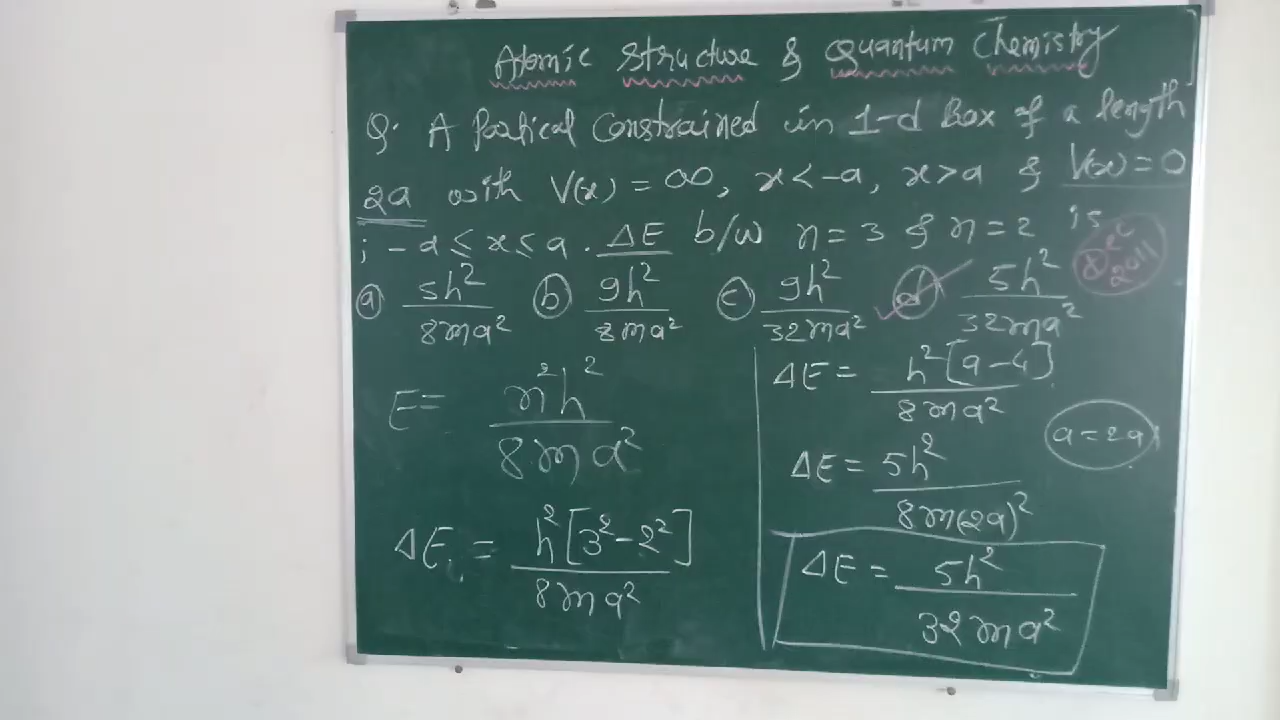 Atomic Structure & Quantum Chemistry
Q. A Partical Constrained in 1-d Box of a length
2a with V(x) = ∞, x < -a, x > a & V(x) = 0
; -a ≤ x ≤ a. ΔE b/w n = 3 & n = 2 is
2011
(a) 5h²/8ma² (b) 9h²/8ma² (c) 9h²/32ma² (d) 5h²/32ma²
E = n²h²/8ma²
ΔE = h²[3²-2²]/8ma²
ΔE = h²[9-4]/8ma²
a = 2a
ΔE = 5h²/8m(2a)²
ΔE = 5h²/32ma²